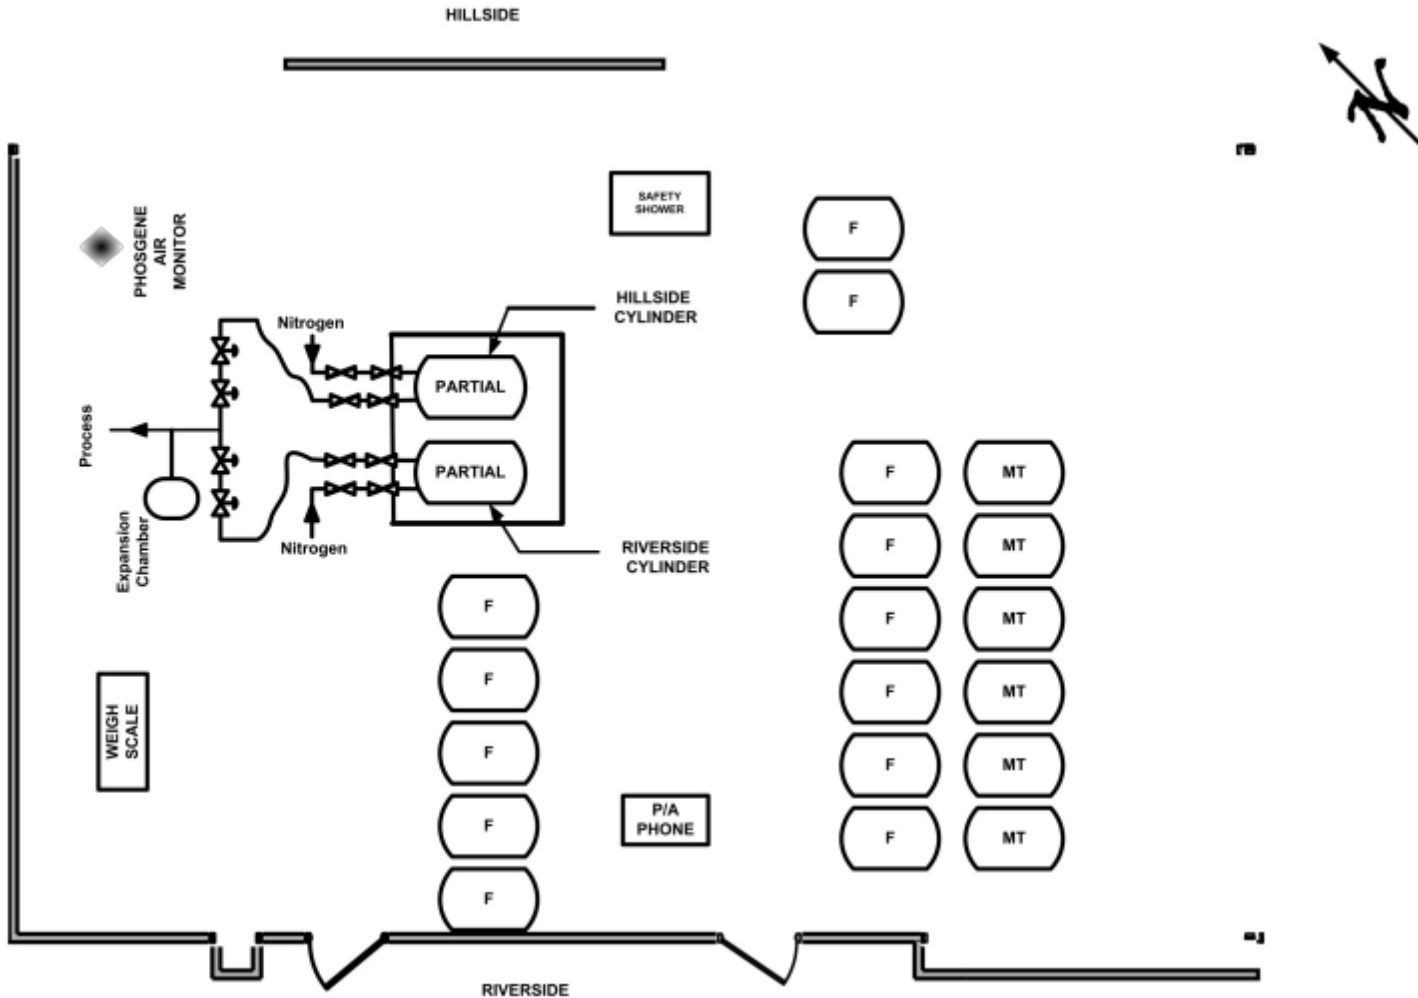 HILLSIDE
N
SAFETY
SHOWER
PHOSGENE
AIR
MONITOR
F
F
HILLSIDE
CYLINDER
Nitrogen
PARTIAL
Process
PARTIAL
Expansion
Chamber
Nitrogen
RIVERSIDE
CYLINDER
F
MT
F
MT
F
MT
F
MT
F
MT
F
MT
F
F
F
F
F
WEIGH
SCALE
P/A
PHONE
RIVERSIDE